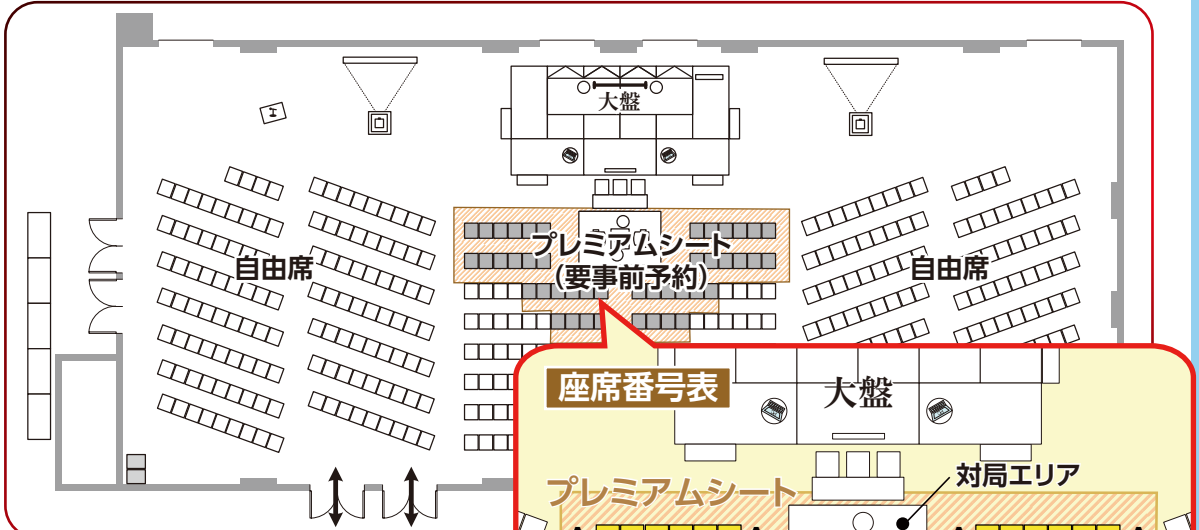 大盤
プレミアムシート
（要事前予約）
自由席
自由席
座席番号表
大盤
対局エリア
プレミアムシート